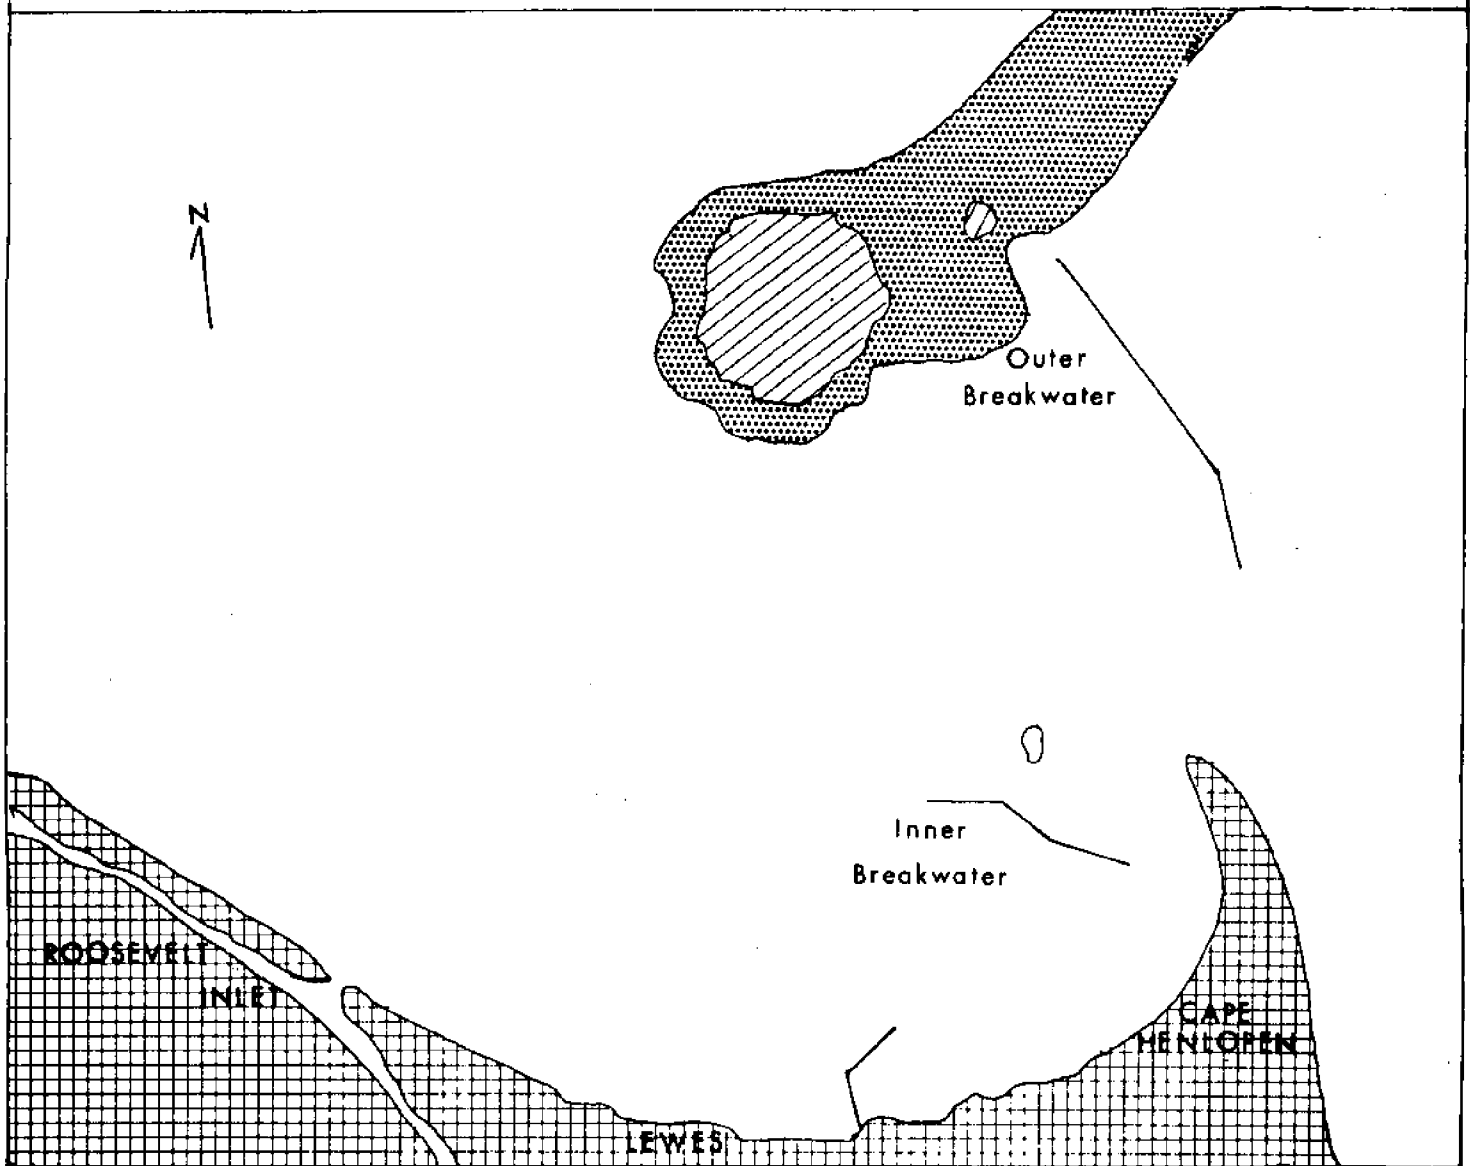 N
Outer
Breakwater
Inner
Breakwater
ROOSEVELT
INLET
CAPE
HENLOPEN
LEWES